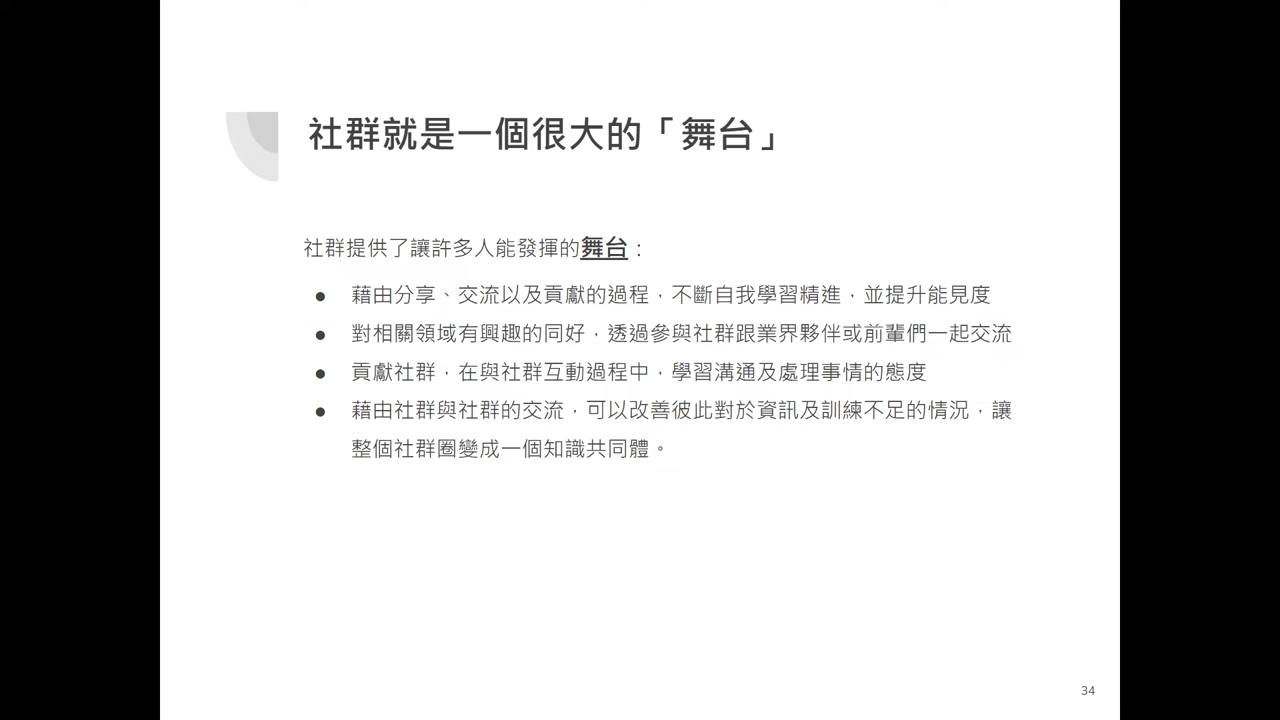 社群就是一個很大的「舞台」
社群提供了讓許多人能發揮的舞台：
● 藉由分享、交流以及貢獻的過程，不斷自我學習精進，並提升能見度
● 對相關領域有興趣的同好，透過參與社群跟業界夥伴或前輩們一起交流
● 貢獻社群，在與社群互動過程中，學習溝通及處理事情的態度
● 藉由社群與社群的交流，可以改善彼此對於資訊及訓練不足的情況，讓
整個社群圈變成一個知識共同體。
34